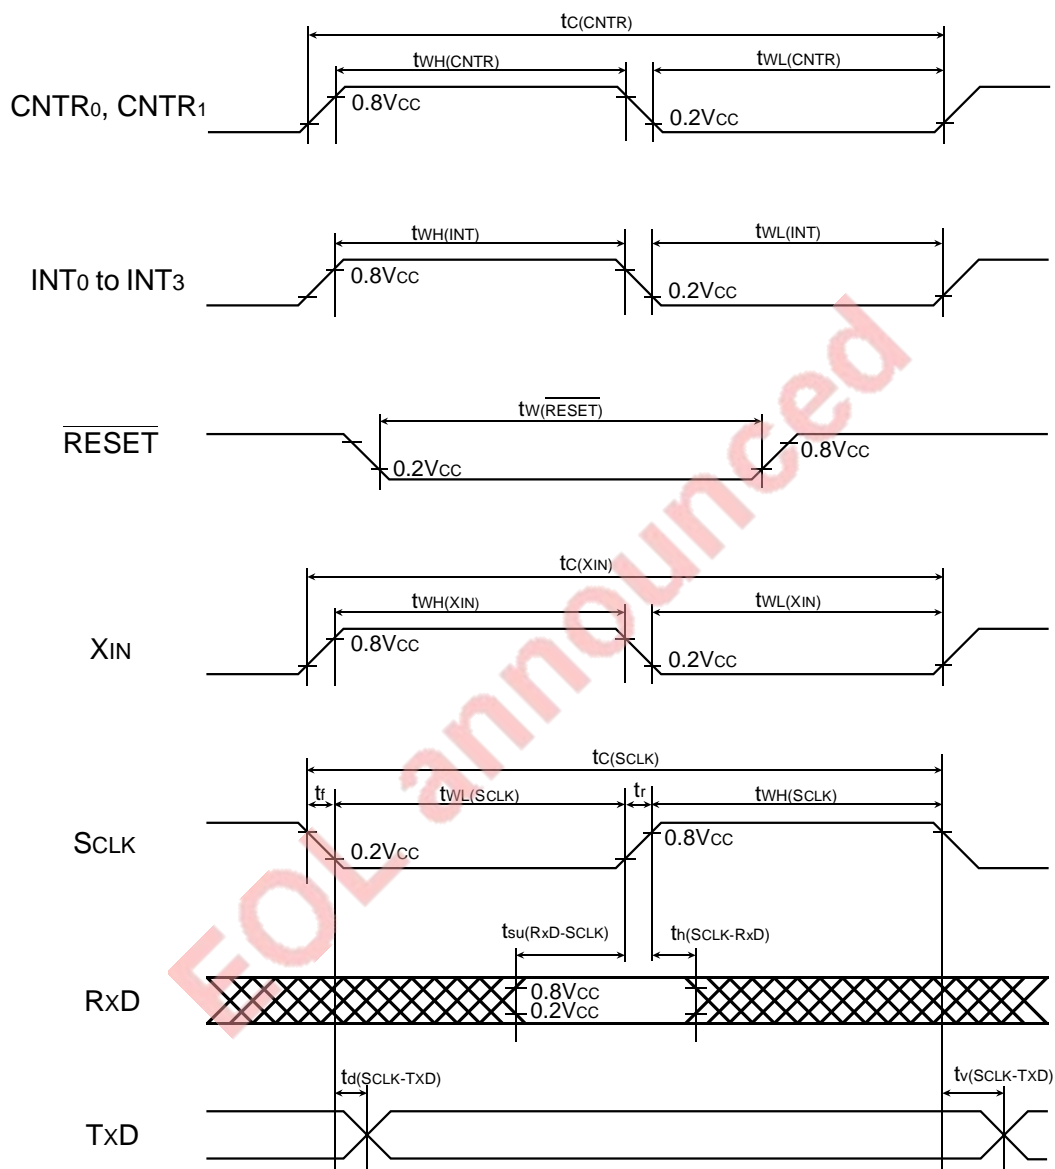 tC(CNTR)
tWH(CNTR) tWL(CNTR)
CNTR0, CNTR1 0.8VCC 0.2VCC
tWH(INT) tWL(INT)
INT0 to INT3 0.8VCC 0.2VCC
tW(RESET)
RESET 0.2VCC 0.8VCC
tC(XIN)
tWH(XIN) tWL(XIN)
XIN 0.8VCC 0.2VCC
tC(SCLK)
tf tWL(SCLK) tr tWH(SCLK)
SCLK 0.2VCC 0.8VCC
tsu(RxD-SCLK) th(SCLK-RxD)
RXD 0.8VCC
0.2VCC
td(SCLK-TXD) tv(SCLK-TXD)
TXD
EOL announced